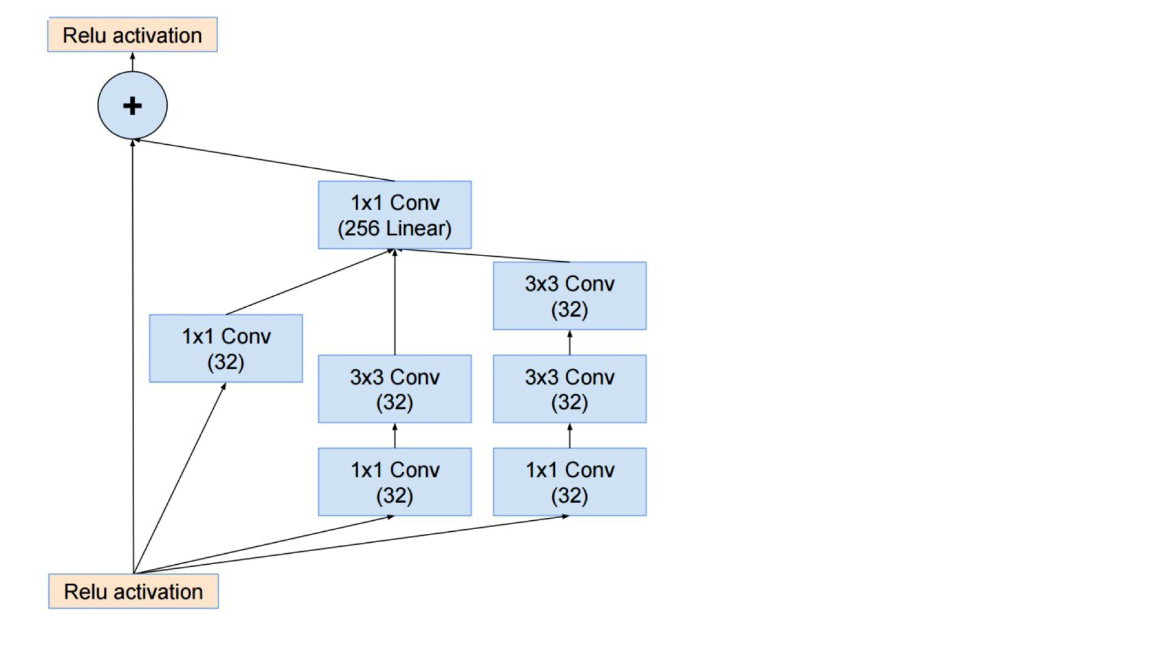 Relu activation
+
1x1 Conv
(256 Linear)
3x3 Conv
(32)
1x1 Conv
(32)
3x3 Conv
(32)
3x3 Conv
(32)
1x1 Conv
(32)
1x1 Conv
(32)
Relu activation